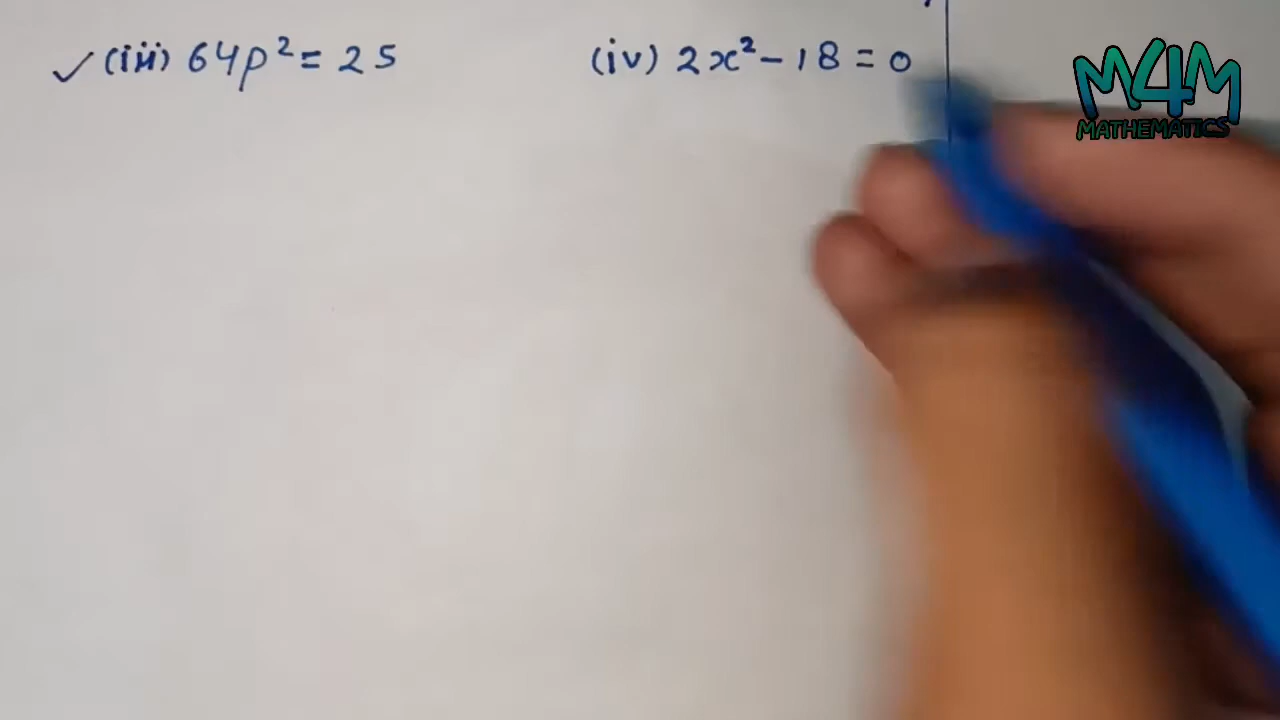 ✓ (iii) 64p² = 25
(iv) 2x² - 18 = 0
M4M
MATHEMATICS